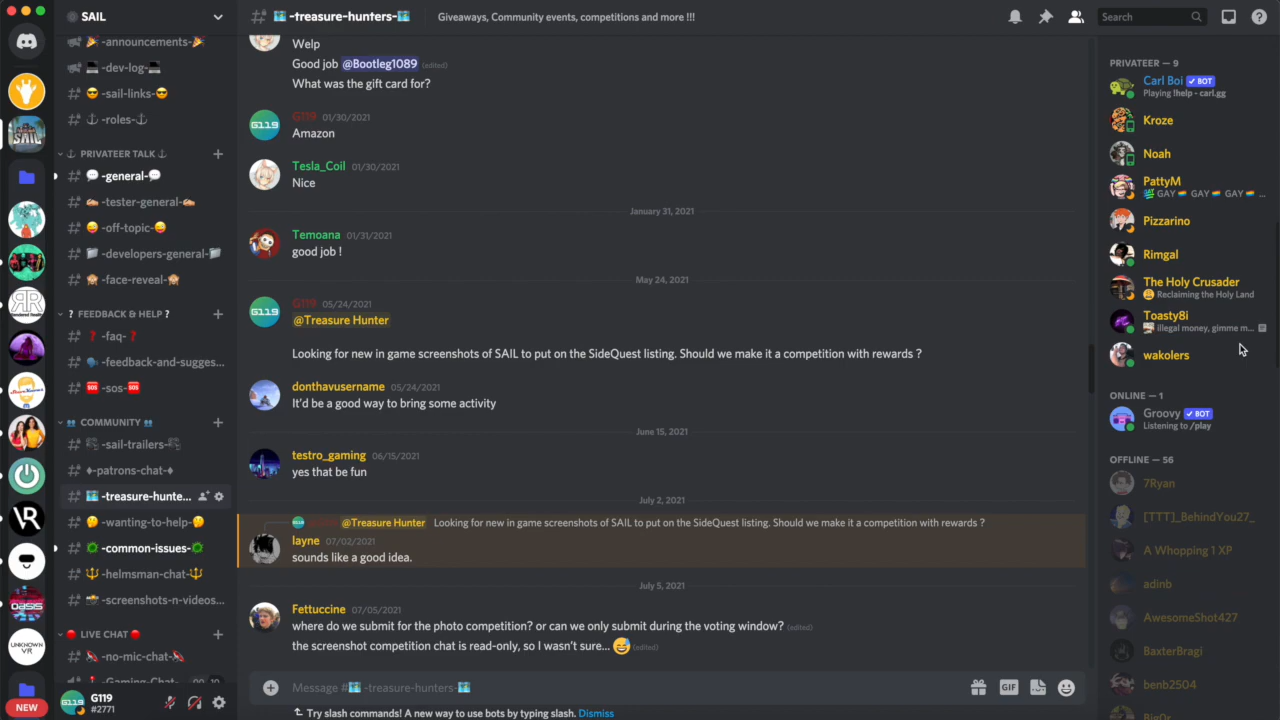 SAIL
-announcements-
-dev-log-
-sail-links-
-roles-
PRIVATEER TALK
-general-
-tester-general-
-off-topic-
-developers-general-
-face-reveal-
? FEEDBACK & HELP ?
-faq-
-feedback-and-sugges...
-sos-
COMMUNITY
-sail-trailers-
-patrons-chat-
-treasure-hunte...
-wanting-to-help-
-common-issues-
-helmsman-chat-
-screenshots-n-videos...
LIVE CHAT
-no-mic-chat-
-Gaming-Chat-
NEW
G119
#2771
-treasure-hunters-
Giveaways, Community events, competitions and more !!!
Search
Welp
Good job @Bootleg1089 (edited)
What was the gift card for?
G119 01/30/2021
Amazon
Tesla_Coil 01/30/2021
Nice
January 31, 2021
Temoana 01/31/2021
good job !
May 24, 2021
G119 05/24/2021
@Treasure Hunter
Looking for new in game screenshots of SAIL to put on the SideQuest listing. Should we make it a competition with rewards ?
donthavusername 05/24/2021
It'd be a good way to bring some activity
June 15, 2021
testro_gaming 06/15/2021
yes that be fun
July 2, 2021
@Treasure Hunter Looking for new in game screenshots of SAIL to put on the SideQuest listing. Should we make it a competition with rewards ?
layne 07/02/2021
sounds like a good idea.
July 5, 2021
Fettuccine 07/05/2021
where do we submit for the photo competition? or can we only submit during the voting window? (edited)
the screenshot competition chat is read-only, so I wasn't sure... (edited)
Message # -treasure-hunters-
GIF
Try slash commands! A new way to use bots by typing slash. Dismiss
PRIVATEER — 9
Carl Boi BOT
Playing !help - carl.gg
Kroze
Noah
PattyM
GAY GAY GAY ...
Pizzarino
Rimgal
The Holy Crusader
Reclaiming the Holy Land
Toasty8i
illegal money, gimme m...
wakolers
ONLINE — 1
Groovy BOT
Listening to /play
OFFLINE — 56
7Ryan
[TTT]_BehindYou27_
A Whopping 1 XP
adinb
AwesomeShot427
BaxterBragi
benb2504